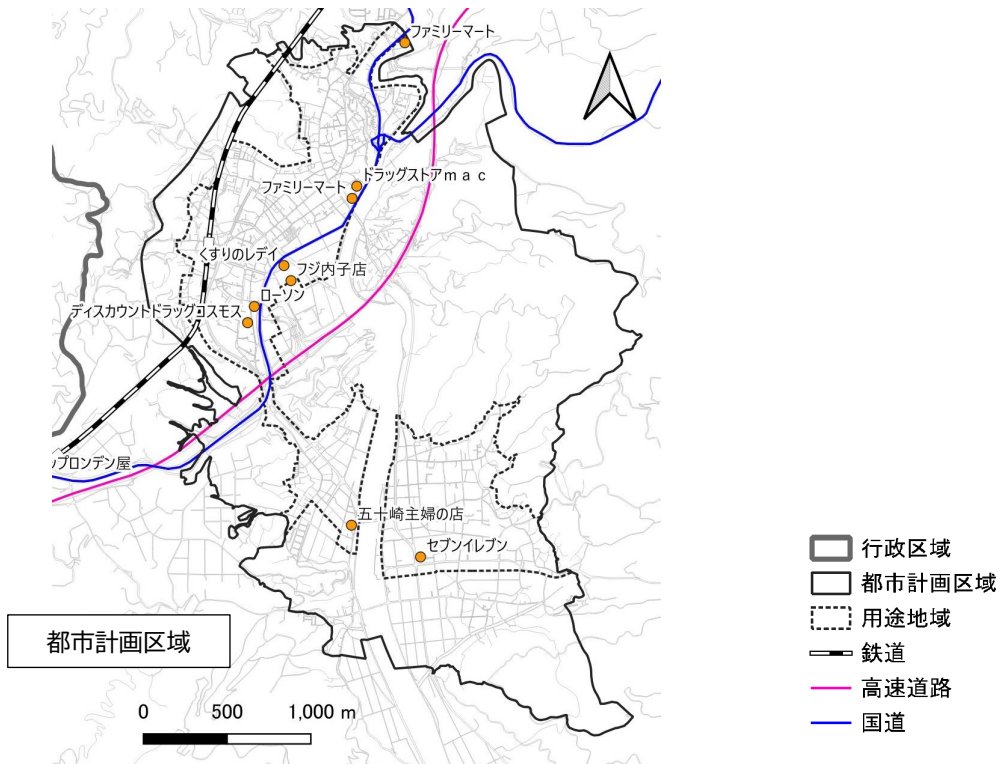 ファミリーマート
ドラッグストアｍａｃ
ファミリーマート
くすりのレデイ
フジ内子店
ローソン
ディスカウントドラッグコスモス
ップロンデン屋
五十崎主婦の店
セブンイレブン
行政区域
都市計画区域
用途地域
鉄道
高速道路
国道
都市計画区域
0 500 1,000 m